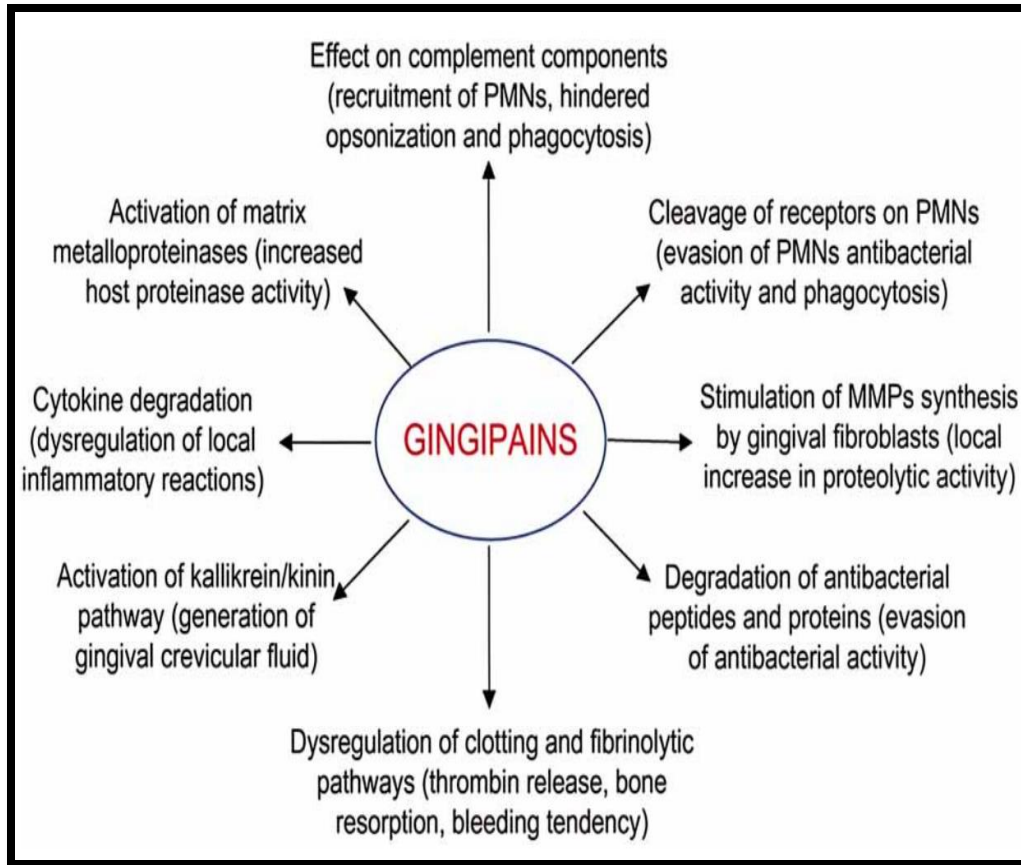 Effect on complement components
(recruitment of PMNs, hindered
opsonization and phagocytosis)
Activation of matrix
metalloproteinases (increased
host proteinase activity)
Cleavage of receptors on PMNs
(evasion of PMNs antibacterial
activity and phagocytosis)
Cytokine degradation
(dysregulation of local
inflammatory reactions)
GINGIPAINS
Stimulation of MMPs synthesis
by gingival fibroblasts (local
increase in proteolytic activity)
Activation of kallikrein/kinin
pathway (generation of
gingival crevicular fluid)
Degradation of antibacterial
peptides and proteins (evasion
of antibacterial activity)
Dysregulation of clotting and fibrinolytic
pathways (thrombin release, bone
resorption, bleeding tendency)